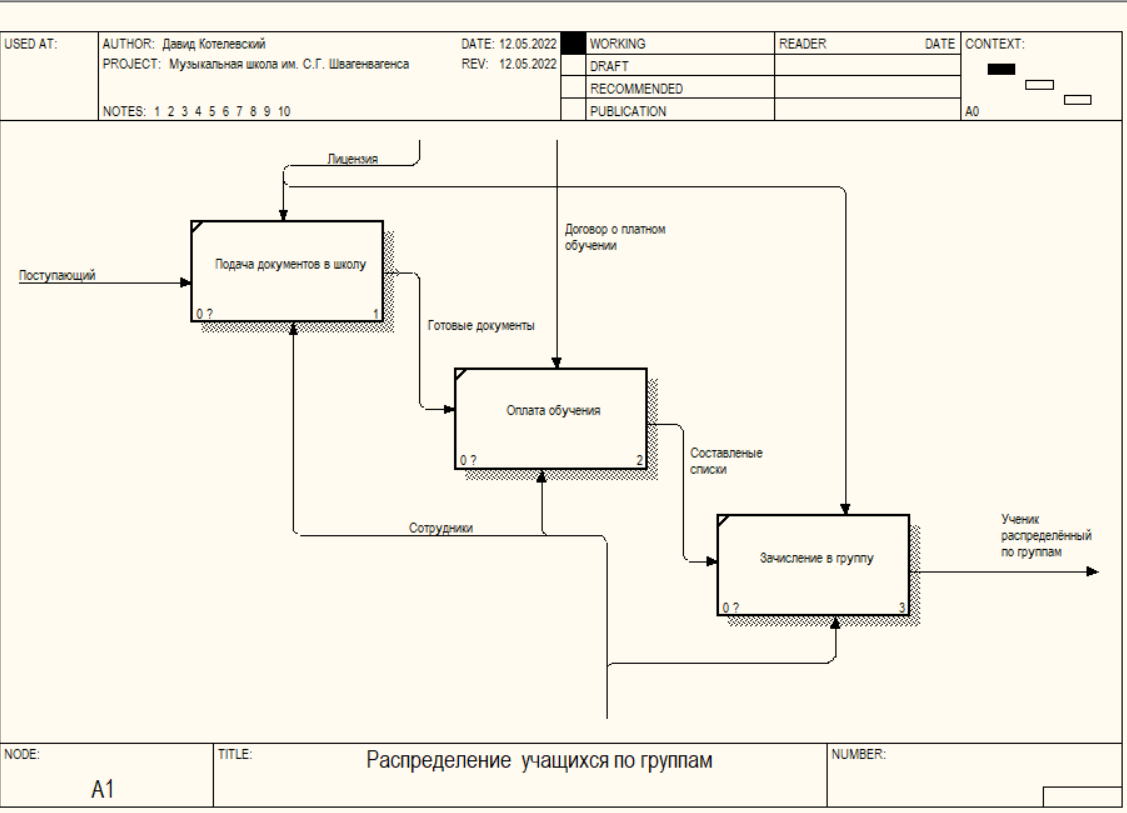 USED AT:
AUTHOR: Давид Котелевский
DATE: 12.05.2022
WORKING
READER
DATE
CONTEXT:
PROJECT: Музыкальная школа им. С.Г. Швагенвагенса
REV: 12.05.2022
DRAFT
RECOMMENDED
NOTES: 1 2 3 4 5 6 7 8 9 10
PUBLICATION
A0
Лицензия
Договор о платном
обучении
Подача документов в школу
Поступающий
0 ?
1
Готовые документы
Оплата обучения
0 ?
2
Составленые
списки
Сотрудники
Ученик
распределённый
по группам
Зачисление в группу
0 ?
3
NODE:
TITLE:
Распределение учащихся по группам
NUMBER:
A1